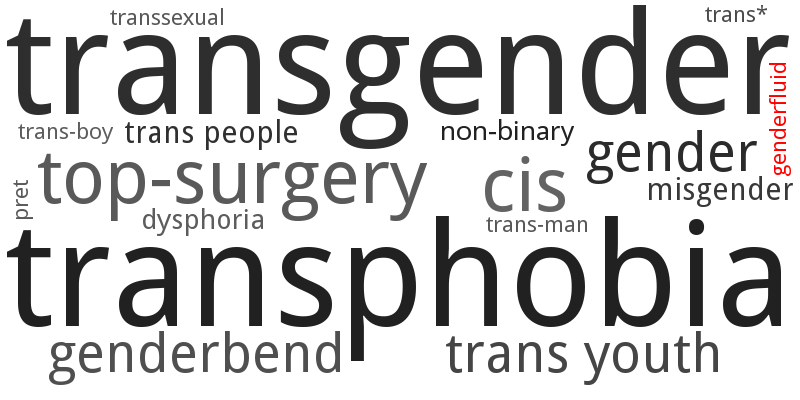 transsexual
trans*
transgender
genderfluid
trans-boy
trans people
non-binary
gender
top-surgery
cis
misgender
pret
dysphoria
trans-man
transphobia
genderbend
trans youth